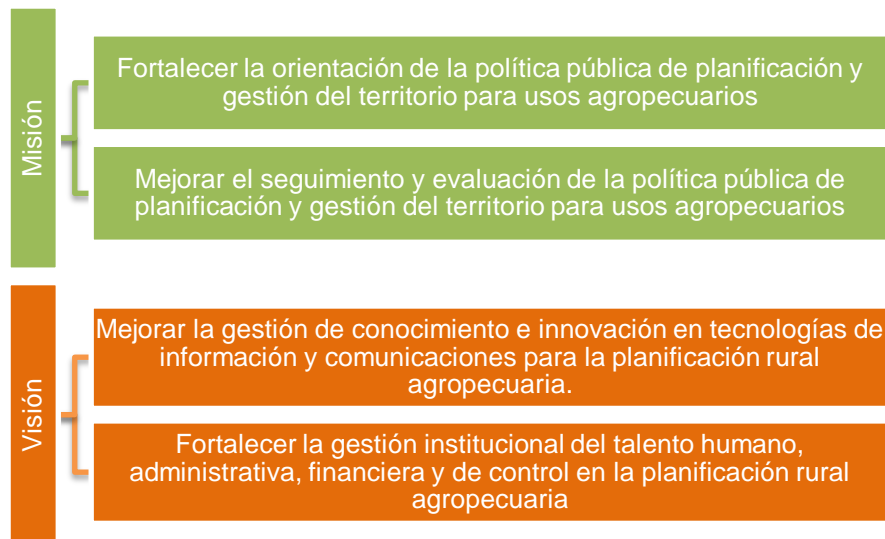 Misión
Fortalecer la orientación de la política pública de planificación y
gestión del territorio para usos agropecuarios
Mejorar el seguimiento y evaluación de la política pública de
planificación y gestión del territorio para usos agropecuarios
Visión
Mejorar la gestión de conocimiento e innovación en tecnologías de
información y comunicaciones para la planificación rural
agropecuaria.
Fortalecer la gestión institucional del talento humano,
administrativa, financiera y de control en la planificación rural
agropecuaria